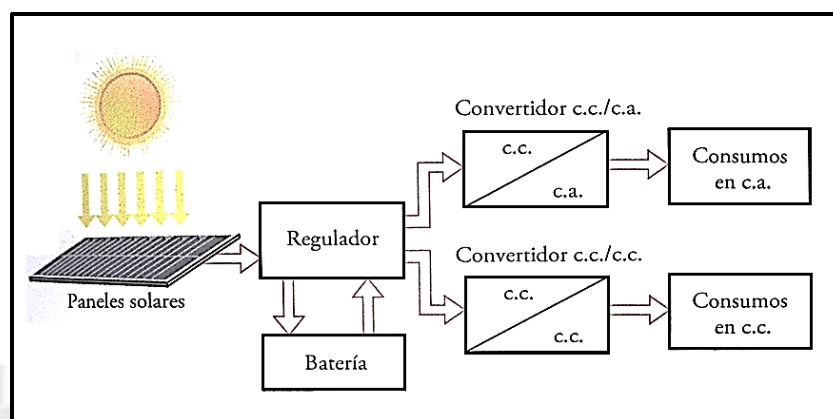 Convertidor c.c./c.a.
c.c.
c.a.
Consumos
en c.a.
Regulador
Paneles solares
Convertidor c.c./c.c.
c.c.
c.c.
Consumos
en c.c.
Batería